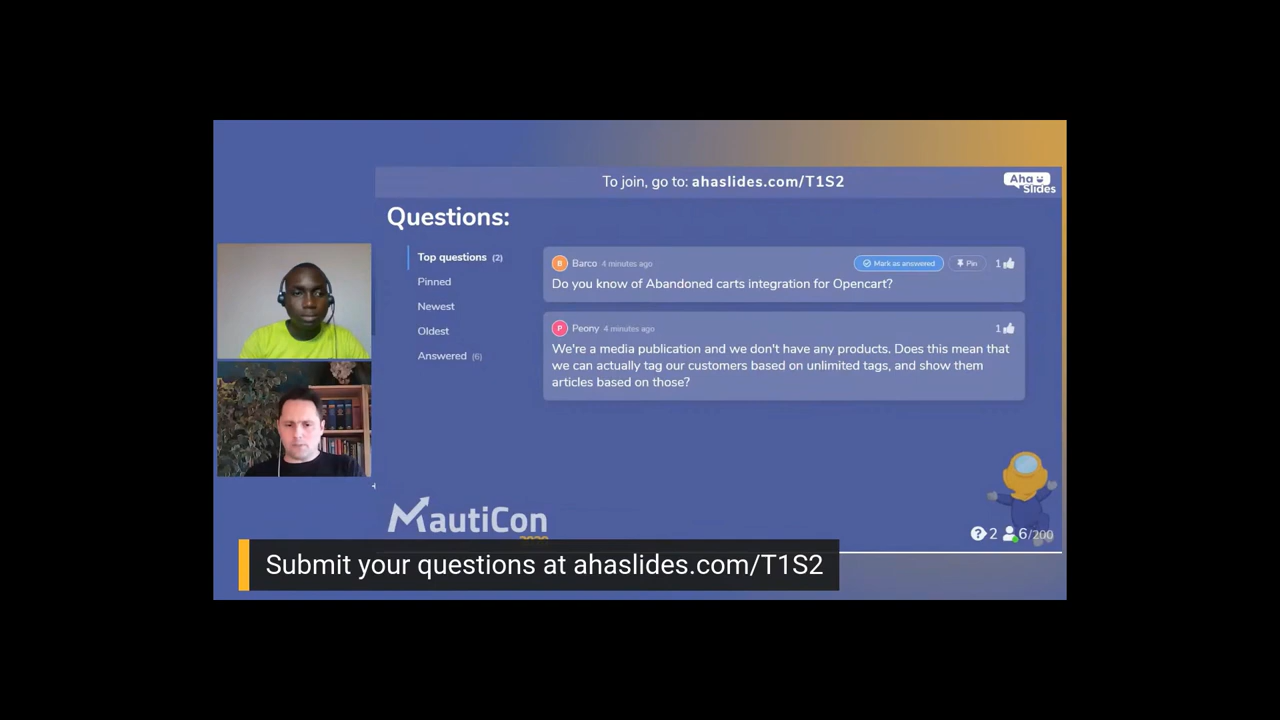 To join, go to: ahaslides.com/T1S2
Aha
Slides
Questions:
Top questions (2)
Pinned
Newest
Oldest
Answered (6)
B Barco 4 minutes ago
Mark as answered
Pin
1
Do you know of Abandoned carts integration for Opencart?
P Peony 4 minutes ago
1
We're a media publication and we don't have any products. Does this mean that
we can actually tag our customers based on unlimited tags, and show them
articles based on those?
MautiCon
2 6/200
Submit your questions at ahaslides.com/T1S2